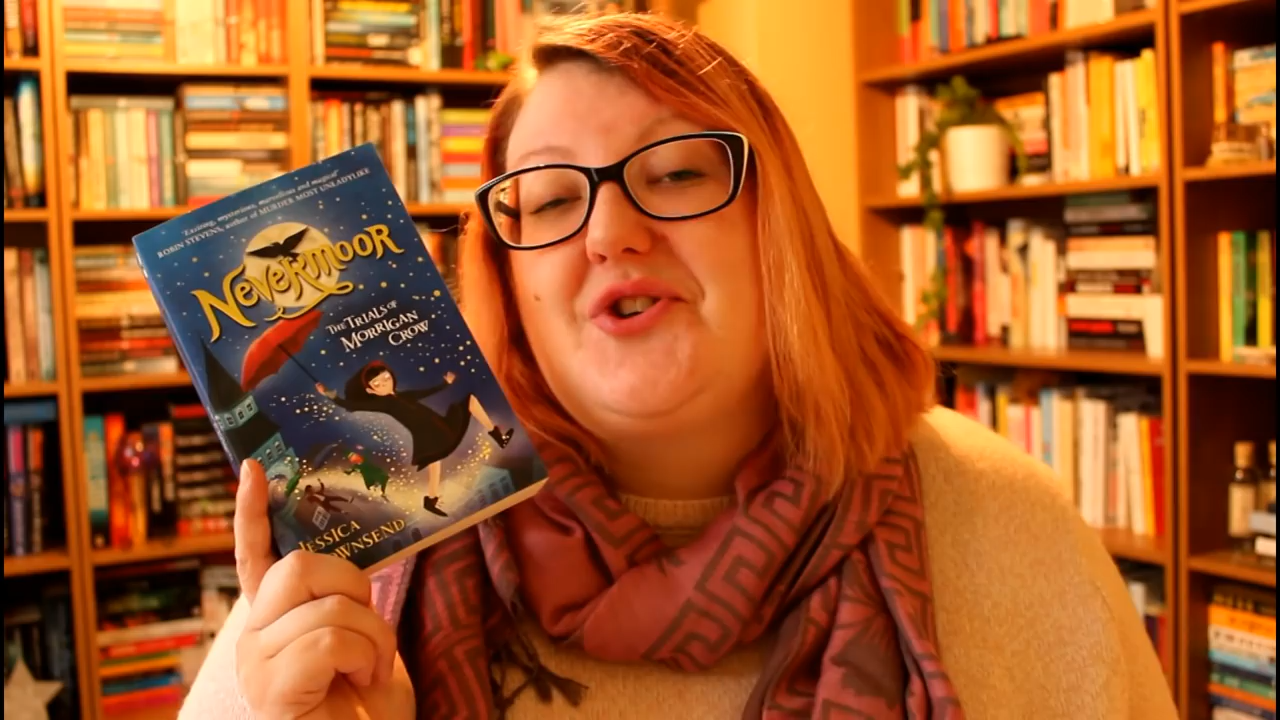 "Exciting, mysterious, marvellous and magical"
ROBIN STEVENS, author of MURDER MOST UNLADYLIKE
NEVERMOOR
THE TRIALS OF
MORRIGAN
CROW
JESSICA
TOWNSEND